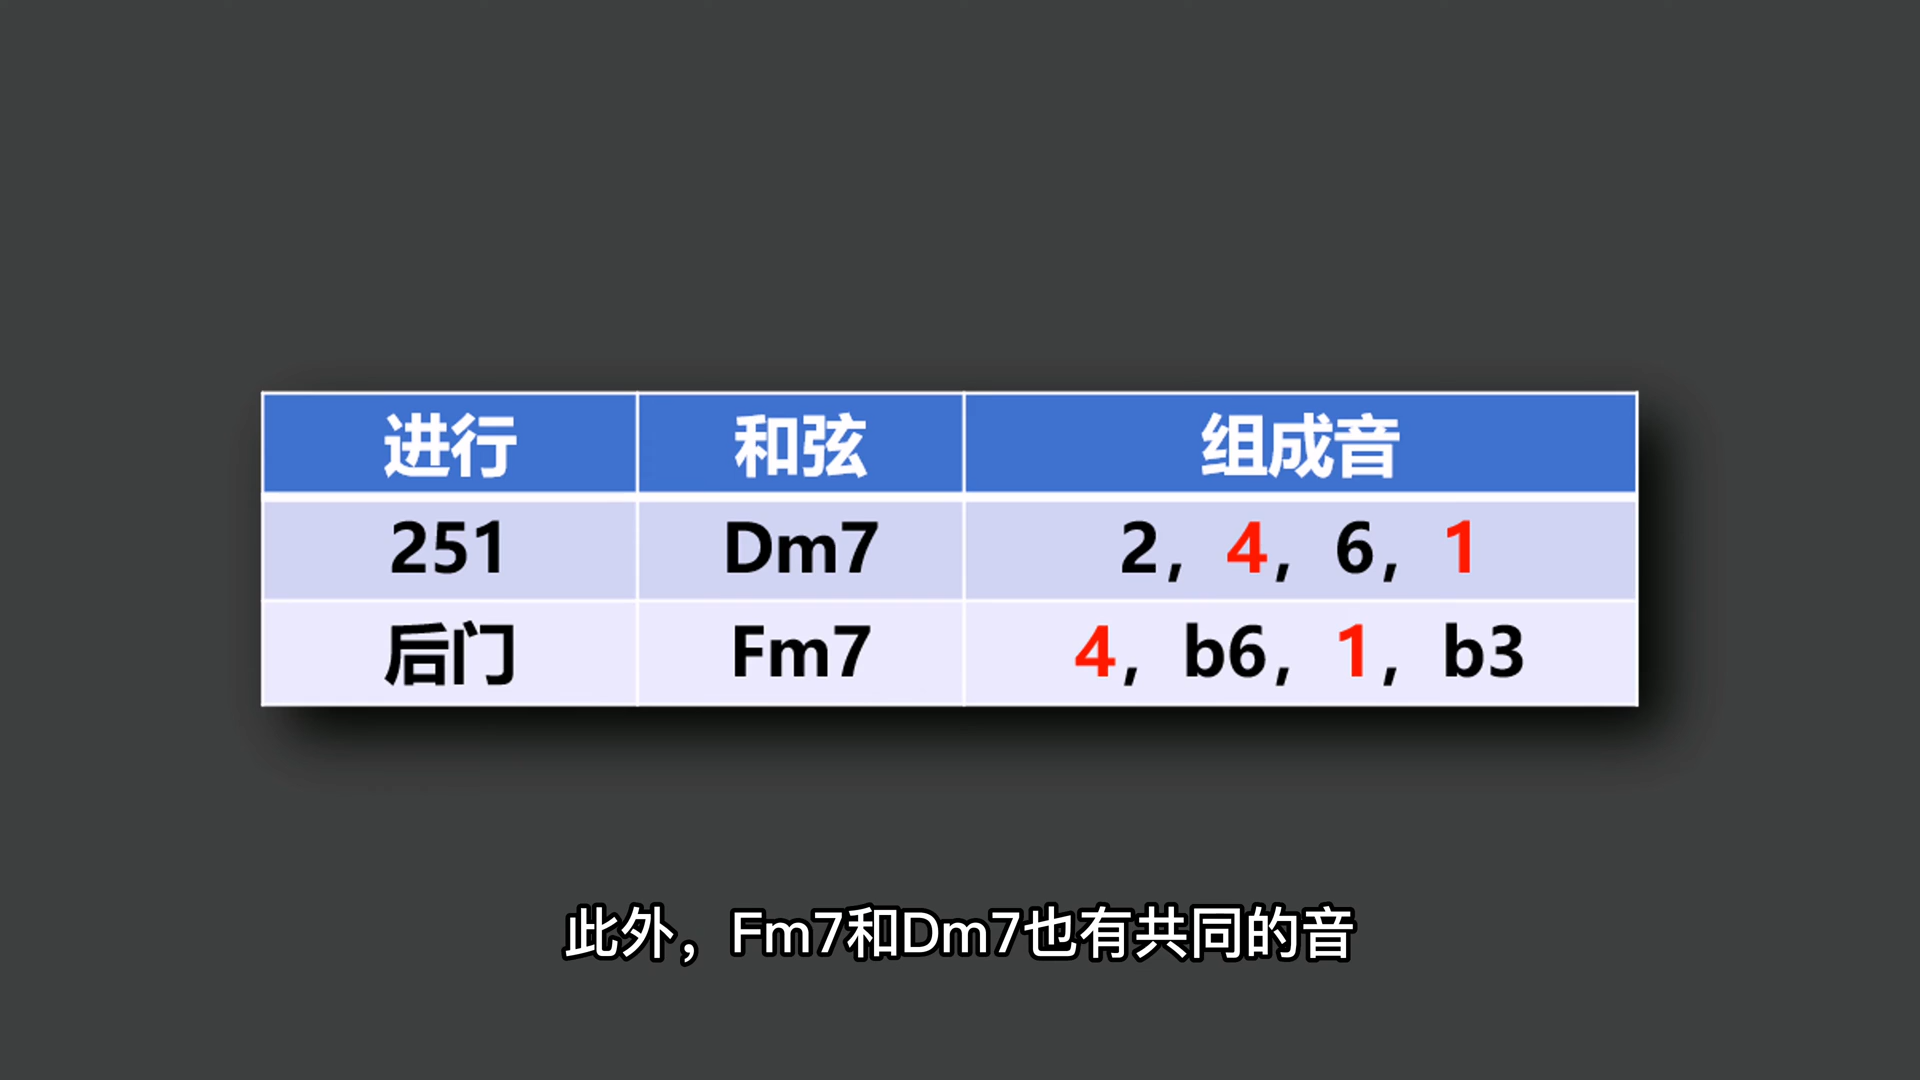 进行 和弦 组成音
251 Dm7 2，4，6，1
后门 Fm7 4，b6，1，b3
此外，Fm7和Dm7也有共同的音